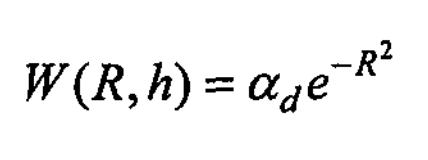 W(R,h) = α_d e^{-R^2}